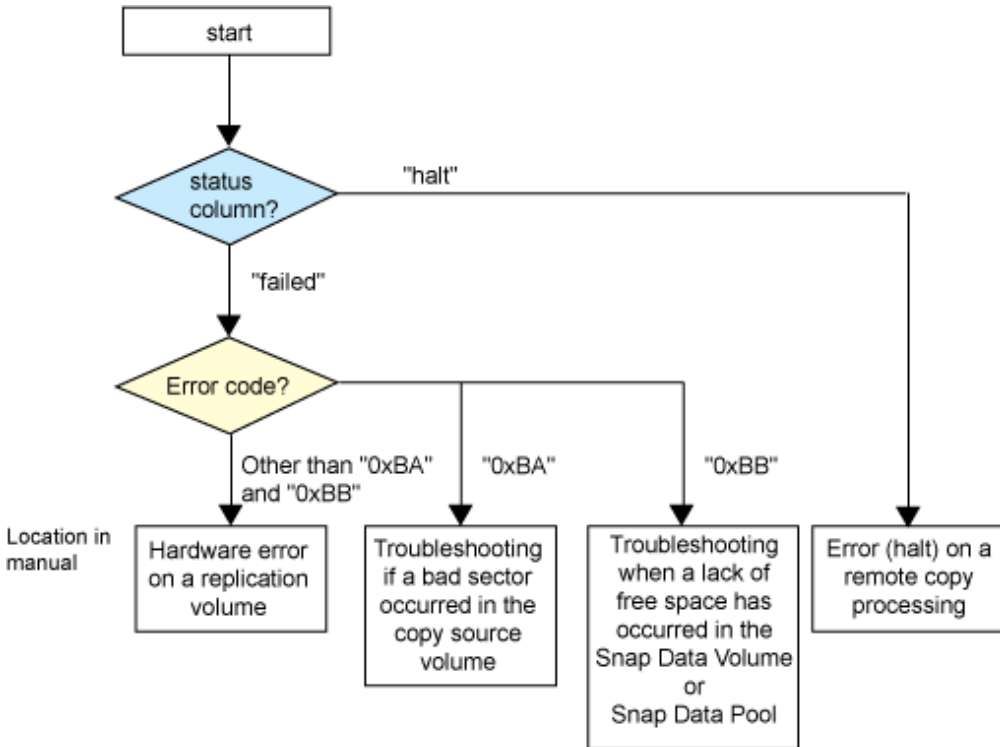 start
status
column?
"halt"
"failed"
Error code?
Other than "0xBA"
and "0xBB"
"0xBA"
"0xBB"
Location in
manual
Hardware error
on a replication
volume
Troubleshooting
if a bad sector
occurred in the
copy source
volume
Troubleshooting
when a lack of
free space has
occurred in the
Snap Data Volume
or
Snap Data Pool
Error (halt) on a
remote copy
processing